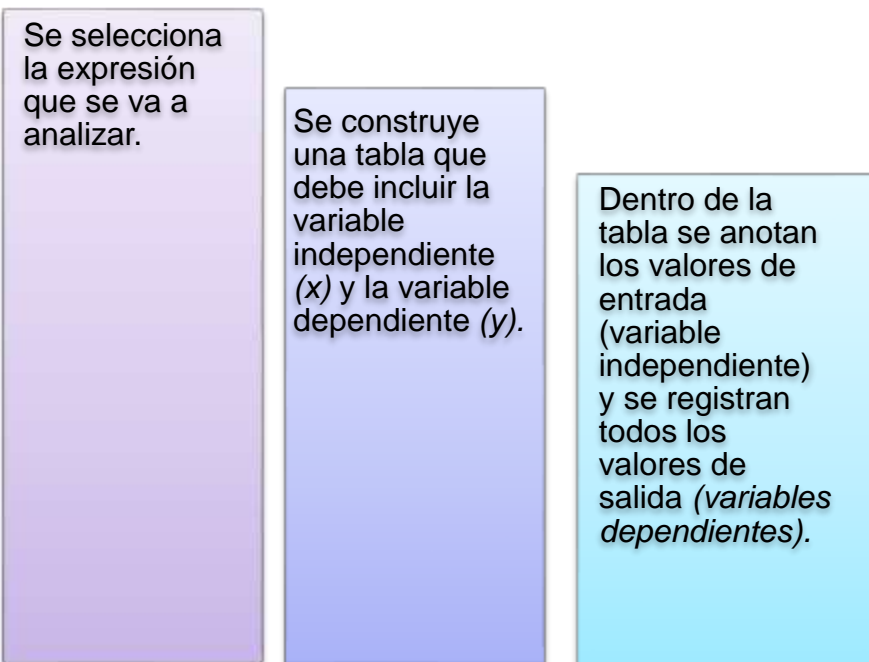 Se selecciona
la expresión
que se va a
analizar.
Se construye
una tabla que
debe incluir la
variable
independiente
(x) y la variable
dependiente (y).
Dentro de la
tabla se anotan
los valores de
entrada
(variable
independiente)
y se registran
todos los
valores de
salida (variables
dependientes).